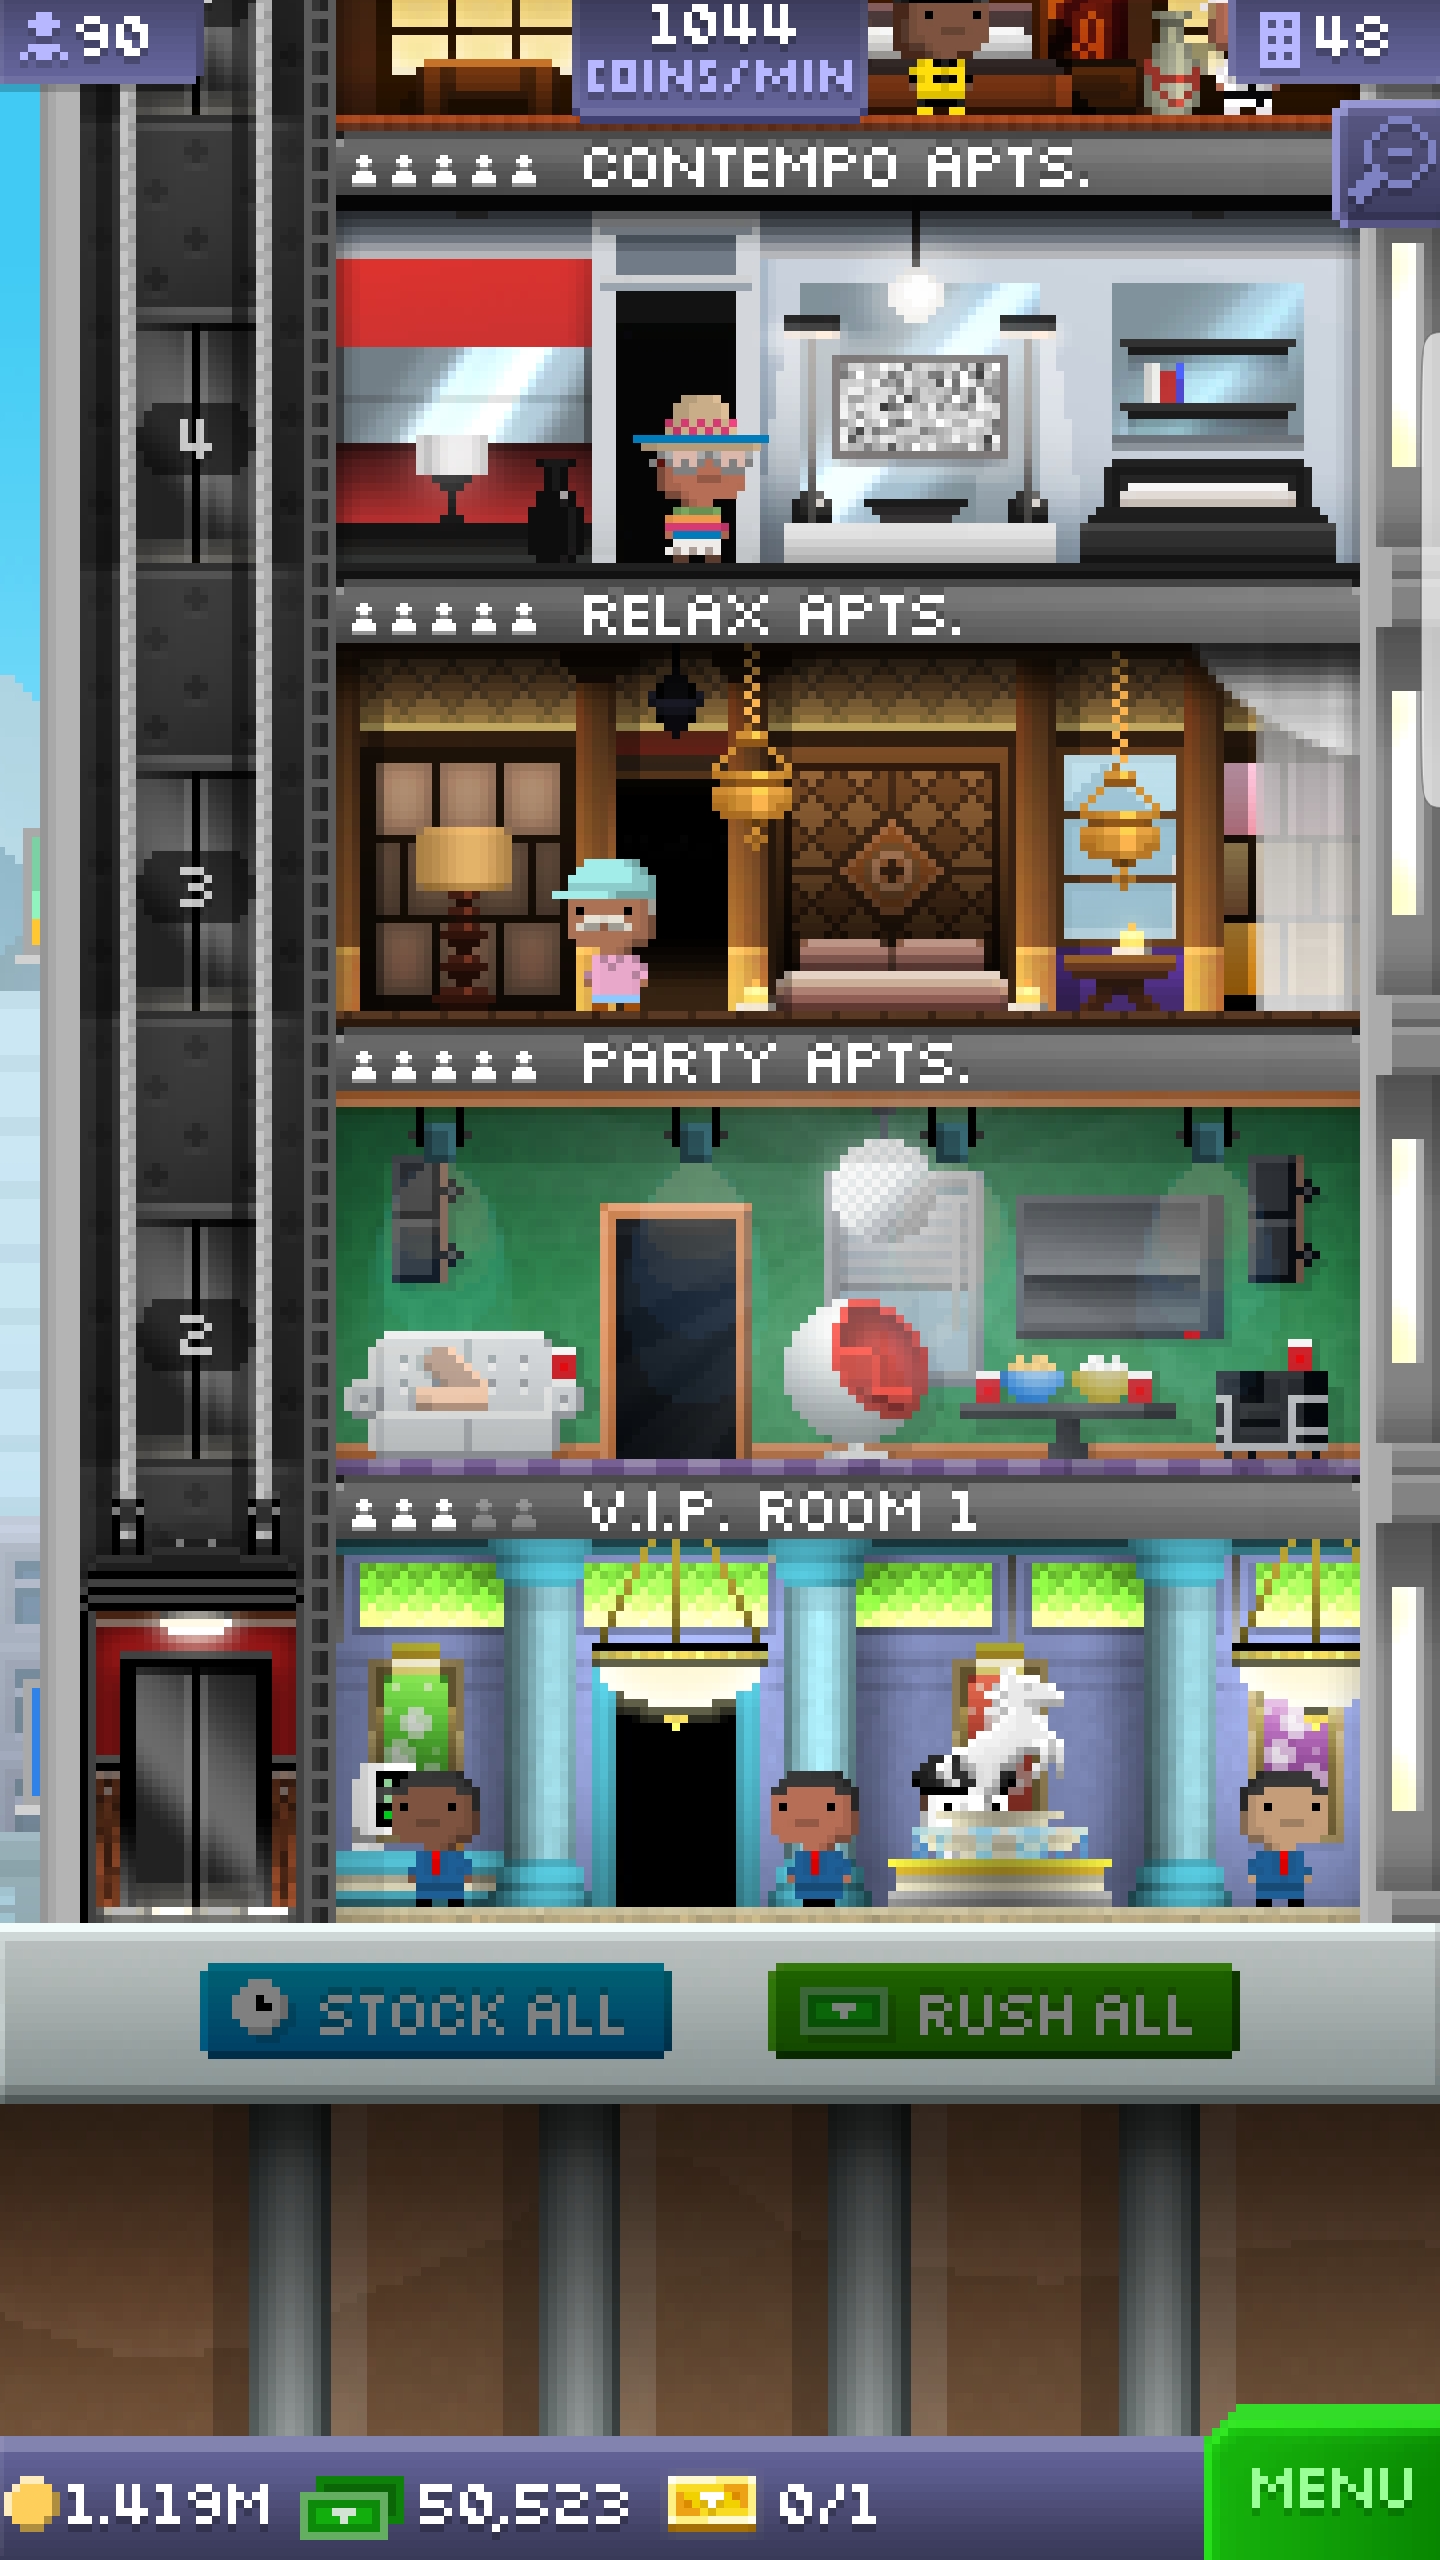 90
1044
COINS/MIN
48
CONTEMPO APTS.
4
RELAX APTS.
3
PARTY APTS.
2
V.I.P. ROOM 1
STOCK ALL
RUSH ALL
1.419M
50,523
0/1
MENU